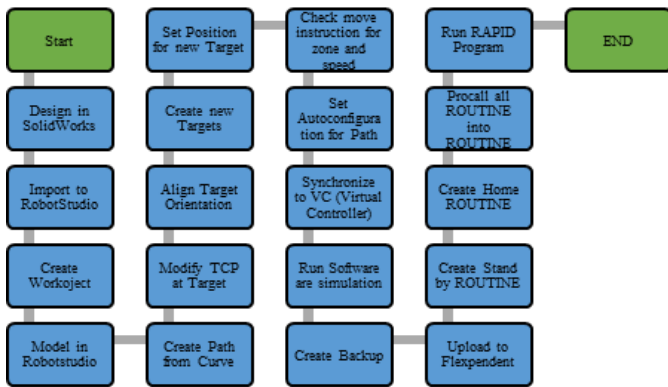 Start
Design in
SolidWorks
Import to
RobotStudio
Create
Workoject
Model in
Robotstudio
Create Path
from Curve
Modify TCP
at Target
Align Target
Orientation
Create new
Targets
Set Position
for new Target
Check move
instruction for
zone and
speed
Set
Autoconfigura
tion for Path
Synchronize
to VC (Virtual
Controller)
Run Software
are simulation
Create Backup
Upload to
Flexpendent
Create Stand
by ROUTINE
Create Home
ROUTINE
Procall all
ROUTINE
into
ROUTINE
Run RAPID
Program
END